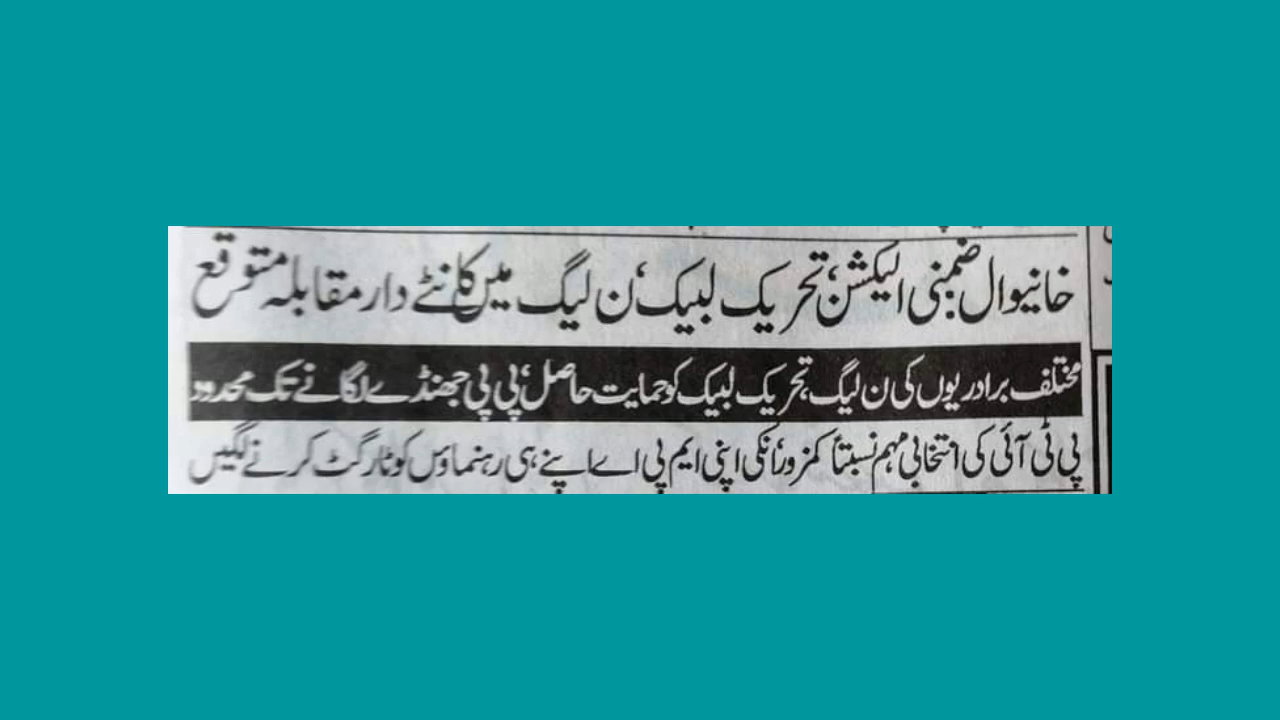 خانیوال ضمنی الیکشن، تحریک لبیک، ن لیگ میں کانٹے دار مقابلہ متوقع
مختلف برادریوں کی ن لیگ، تحریک لبیک کو حمایت حاصل، پی پی جھنڈے لگانے تک محدود
پی ٹی آئی کی انتخابی مہم نسبتاً کمزور، انکی اپنی ایم پی اے اپنے ہی رہنماؤں کو ٹارگٹ کرنے لگیں